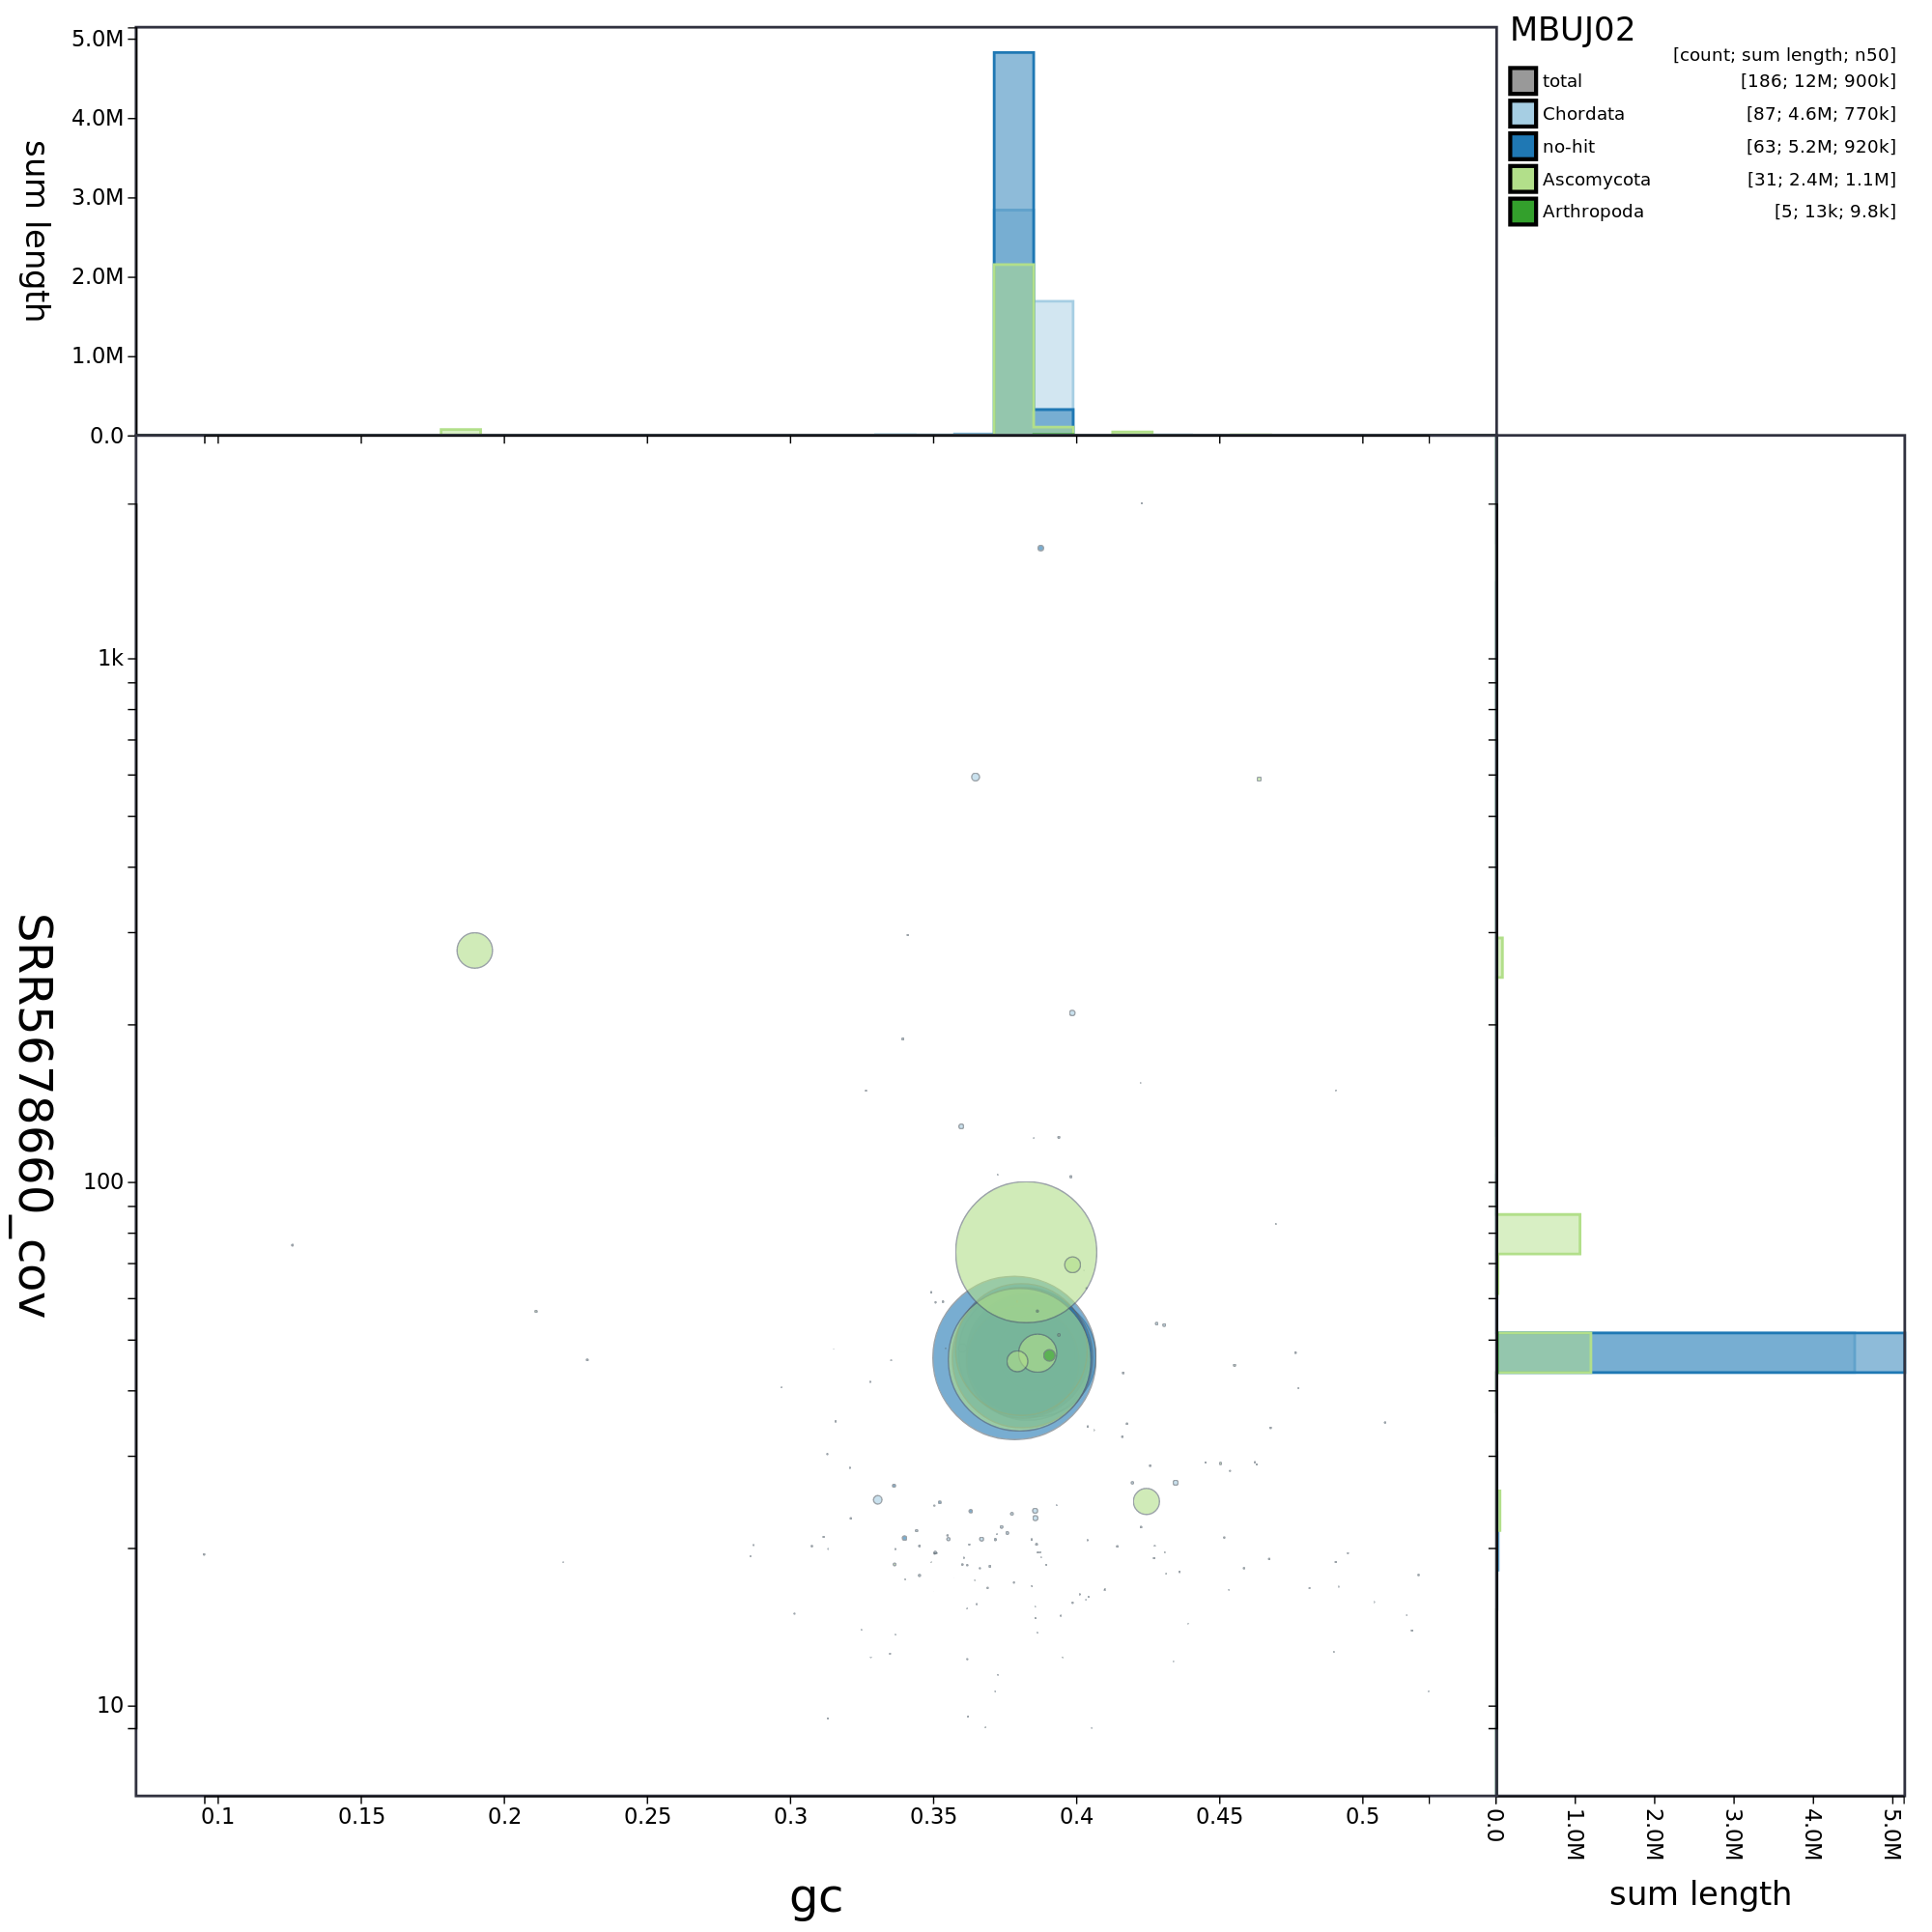 MBUJ02
[count; sum length; n50]
total [186; 12M; 900k]
Chordata [87; 4.6M; 770k]
no-hit [63; 5.2M; 920k]
Ascomycota [31; 2.4M; 1.1M]
Arthropoda [5; 13k; 9.8k]
sum length
5.0M
4.0M
3.0M
2.0M
1.0M
0.0
SRR5678660_cov
1k
100
10
0.1 0.15 0.2 0.25 0.3 0.35 0.4 0.45 0.5
gc
0.0 1.0M 2.0M 3.0M 4.0M 5.0M
sum length